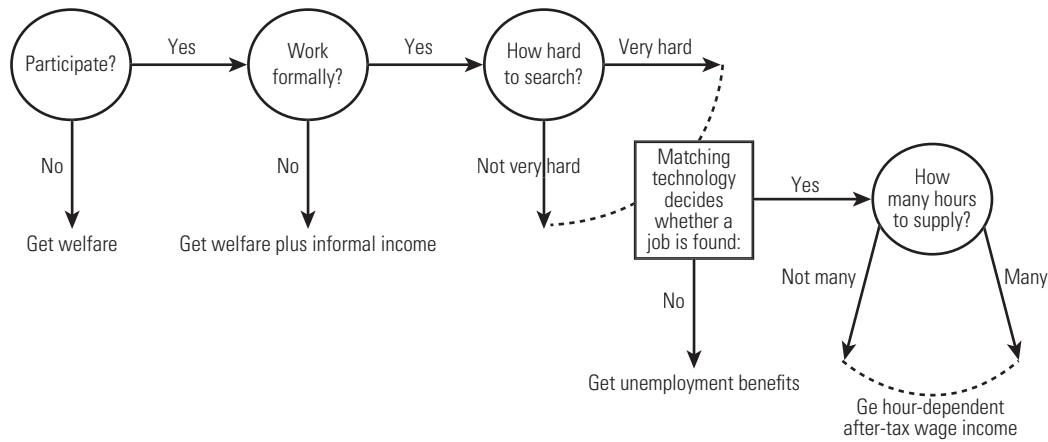 Participate?
Yes
Work
formally?
Yes
How hard
to search?
Very hard
No
No
Not very hard
Get welfare
Get welfare plus informal income
Matching
technology
decides
whether a
job is found:
Yes
How
many hours
to supply?
No
Not many
Many
Get unemployment benefits
Ge hour-dependent
after-tax wage income